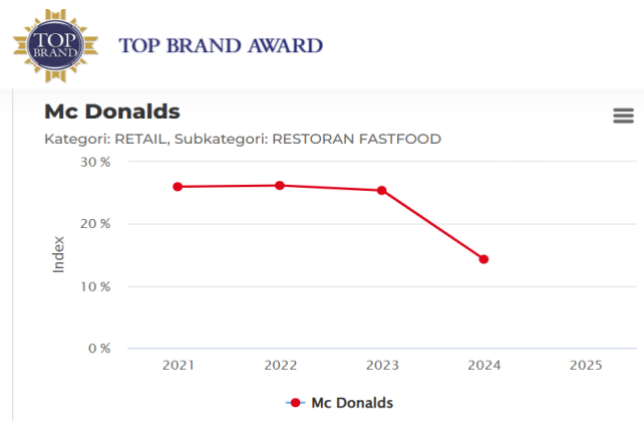 TOP
BRAND
TOP BRAND AWARD
Mc Donalds
Kategori: RETAIL, Subkategori: RESTORAN FASTFOOD
30 %
20 %
10 %
0 %
Index
2021 2022 2023 2024 2025
Mc Donalds